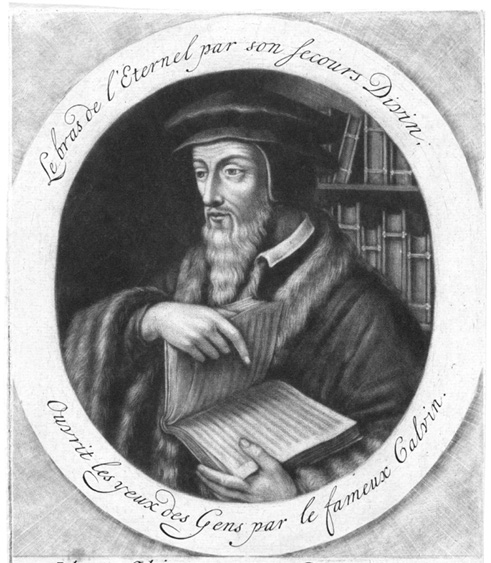 Le bras de l'Eternel par son secours Divin.
Ouvrit les yeux des Gens par le fameux Calvin.